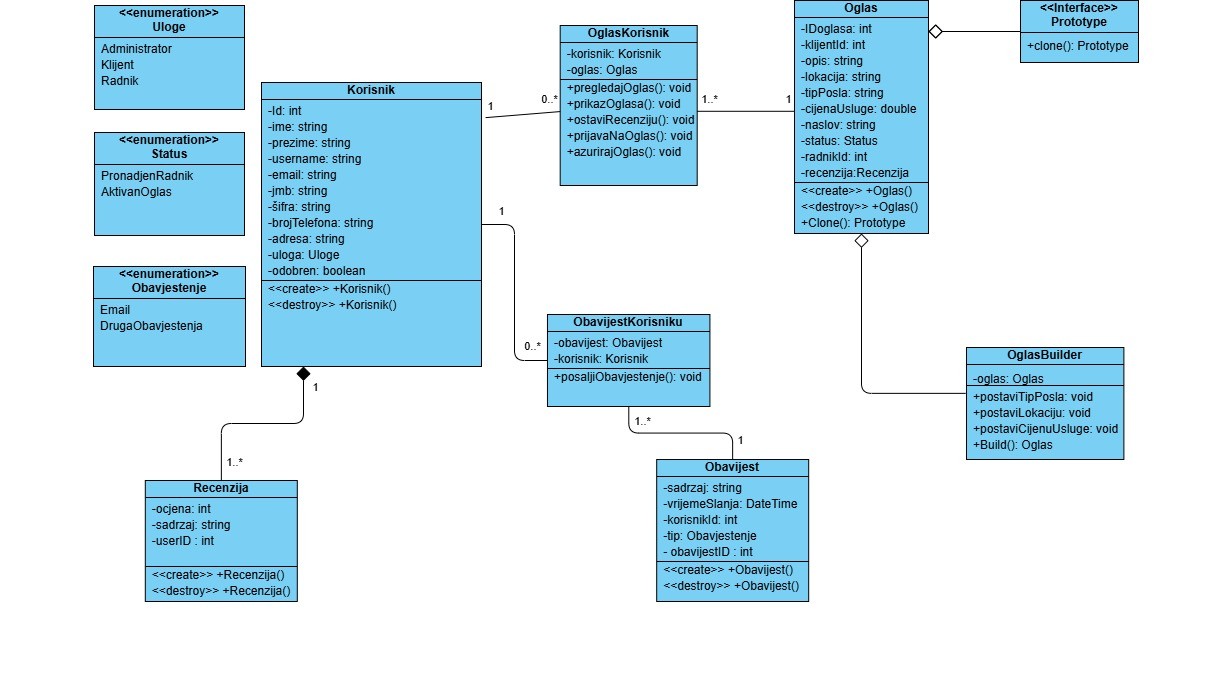 <<enumeration>>
Uloge
Administrator
Klijent
Radnik
<<enumeration>>
Status
PronadjenRadnik
AktivanOglas
<<enumeration>>
Obavjestenje
Email
DrugaObavjestenja
Korisnik
-Id: int
-ime: string
-prezime: string
-username: string
-email: string
-jmb: string
-šifra: string
-brojTelefona: string
-adresa: string
-uloga: Uloge
-odobren: boolean
<<create>> +Korisnik()
<<destroy>> +Korisnik()
1
0..*
OglasKorisnik
-korisnik: Korisnik
-oglas: Oglas
+pregledajOglas(): void
+prikazOglasa(): void
+ostaviRecenziju(): void
+prijavaNaOglas(): void
+azurirajOglas(): void
1..*
1
Oglas
-IDoglasa: int
-klijentId: int
-opis: string
-lokacija: string
-tipPosla: string
-cijenaUsluge: double
-naslov: string
-status: Status
-radnikId: int
-recenzija:Recenzija
<<create>> +Oglas()
<<destroy>> +Oglas()
+Clone(): Prototype
<<Interface>>
Prototype
+clone(): Prototype
1
0..*
ObavijestKorisniku
-obavijest: Obavijest
-korisnik: Korisnik
+posaljiObavjestenje(): void
1..*
1
OglasBuilder
-oglas: Oglas
+postaviTipPosla: void
+postaviLokaciju: void
+postaviCijenuUsluge: void
+Build(): Oglas
1
1..*
Recenzija
-ocjena: int
-sadrzaj: string
-userID : int
<<create>> +Recenzija()
<<destroy>> +Recenzija()
Obavijest
-sadrzaj: string
-vrijemeSlanja: DateTime
-korisnikId: int
-tip: Obavjestenje
- obavijestID : int
<<create>> +Obavijest()
<<destroy>> +Obavijest()